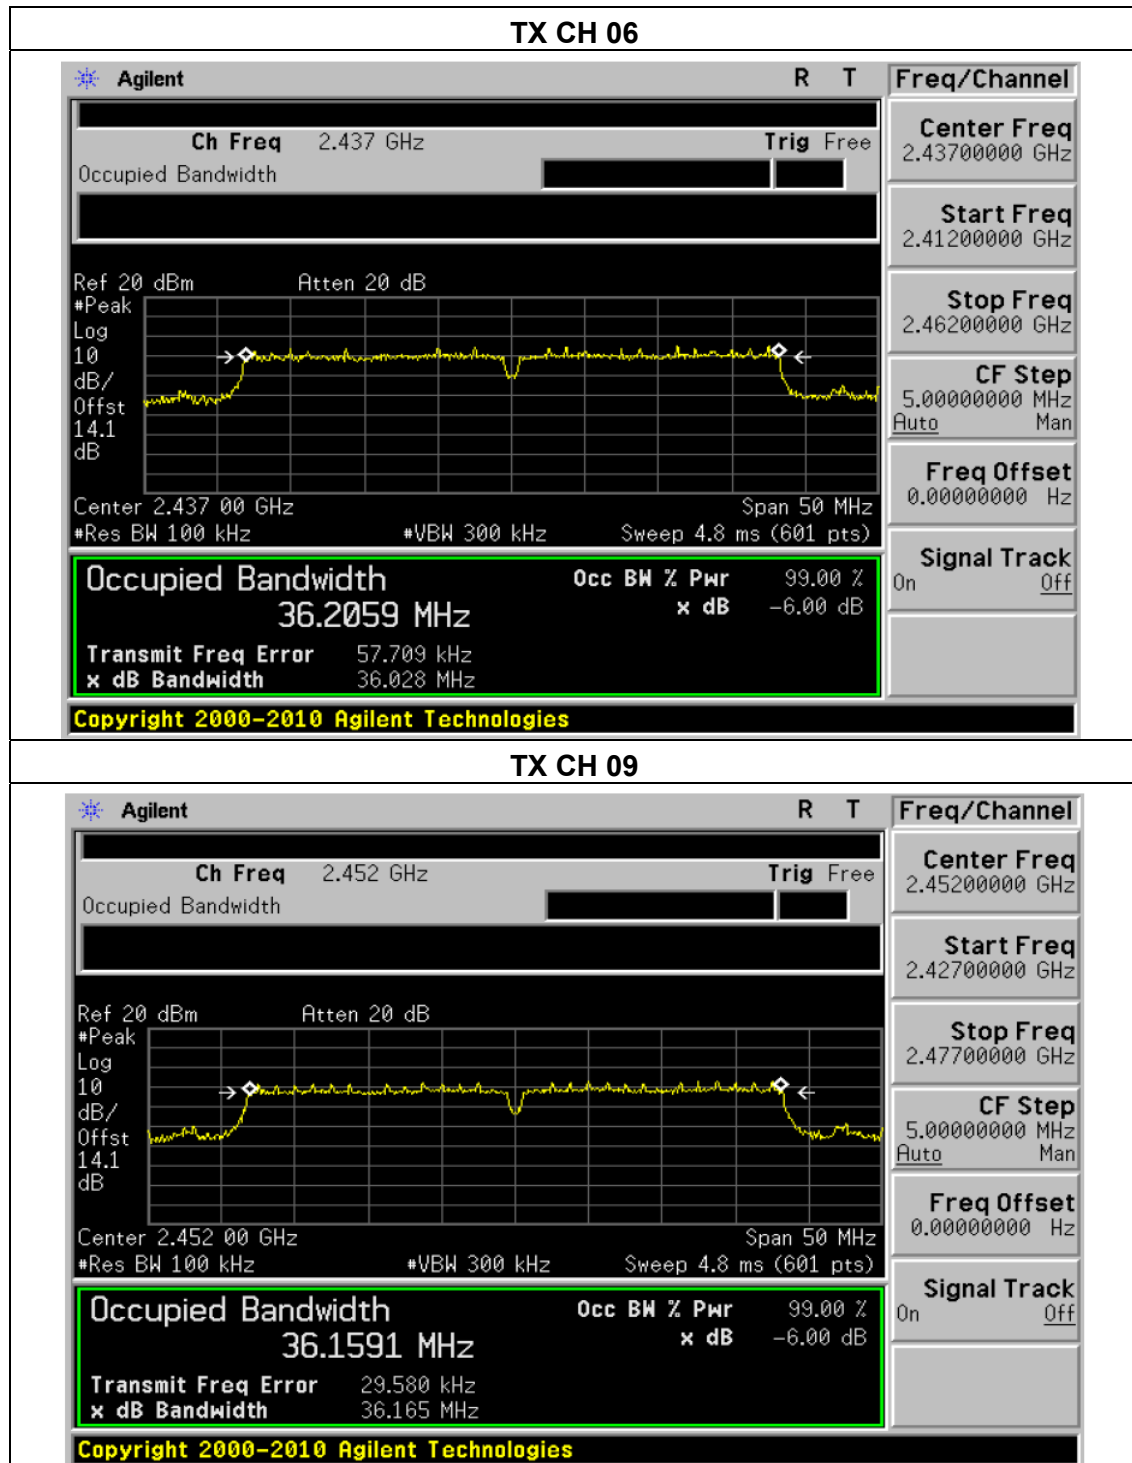 TX CH 06
Agilent R T Freq/Channel
Ch Freq 2.437 GHz Trig Free
Occupied Bandwidth
Center Freq
2.43700000 GHz
Start Freq
2.41200000 GHz
Stop Freq
2.46200000 GHz
CF Step
5.00000000 MHz
Auto Man
Freq Offset
0.00000000 Hz
Signal Track
On Off
Ref 20 dBm Atten 20 dB
#Peak
Log
10
dB/
Offst
14.1
dB
Center 2.437 00 GHz Span 50 MHz
#Res BW 100 kHz #VBW 300 kHz Sweep 4.8 ms (601 pts)
Occupied Bandwidth Occ BW % Pwr 99.00 %
36.2059 MHz x dB -6.00 dB
Transmit Freq Error 57.709 kHz
x dB Bandwidth 36.028 MHz
Copyright 2000-2010 Agilent Technologies
TX CH 09
Agilent R T Freq/Channel
Ch Freq 2.452 GHz Trig Free
Occupied Bandwidth
Center Freq
2.45200000 GHz
Start Freq
2.42700000 GHz
Stop Freq
2.47700000 GHz
CF Step
5.00000000 MHz
Auto Man
Freq Offset
0.00000000 Hz
Signal Track
On Off
Ref 20 dBm Atten 20 dB
#Peak
Log
10
dB/
Offst
14.1
dB
Center 2.452 00 GHz Span 50 MHz
#Res BW 100 kHz #VBW 300 kHz Sweep 4.8 ms (601 pts)
Occupied Bandwidth Occ BW % Pwr 99.00 %
36.1591 MHz x dB -6.00 dB
Transmit Freq Error 29.580 kHz
x dB Bandwidth 36.165 MHz
Copyright 2000-2010 Agilent Technologies